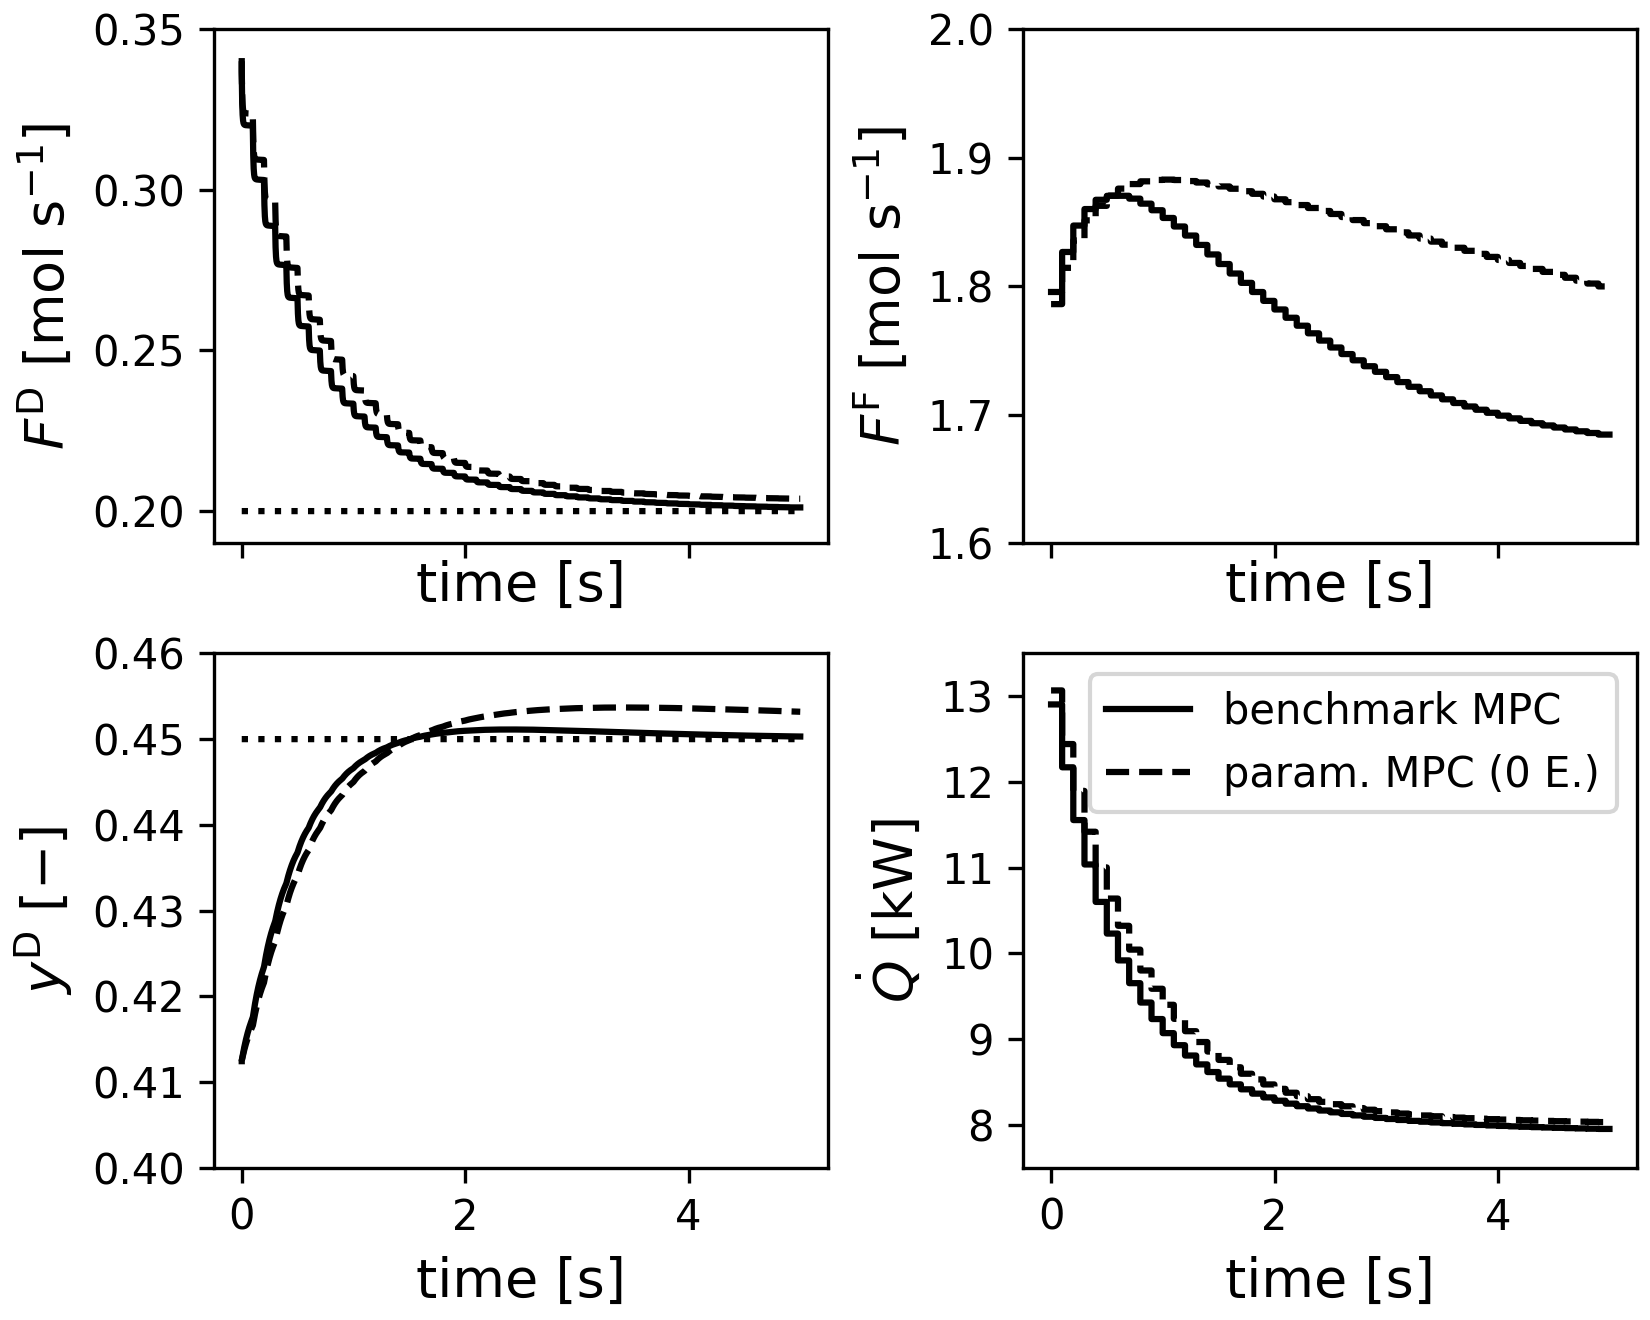 0.35
0.30
0.25
0.20
F^D [mol s^−1]
time [s]
2.0
1.9
1.8
1.7
1.6
F^F [mol s^−1]
time [s]
0.46
0.45
0.44
0.43
0.42
0.41
0.40
y^D [−]
0 2 4
time [s]
13
12
11
10
9
8
Q̇ [kW]
benchmark MPC
param. MPC (0 E.)
0 2 4
time [s]